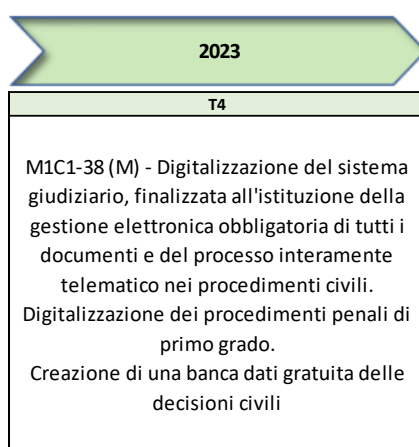 2023
T4
M1C1-38 (M) - Digitalizzazione del sistema
giudiziario, finalizzata all'istituzione della
gestione elettronica obbligatoria di tutti i
documenti e del processo interamente
telematico nei procedimenti civili.
Digitalizzazione dei procedimenti penali di
primo grado.
Creazione di una banca dati gratuita delle
decisioni civili